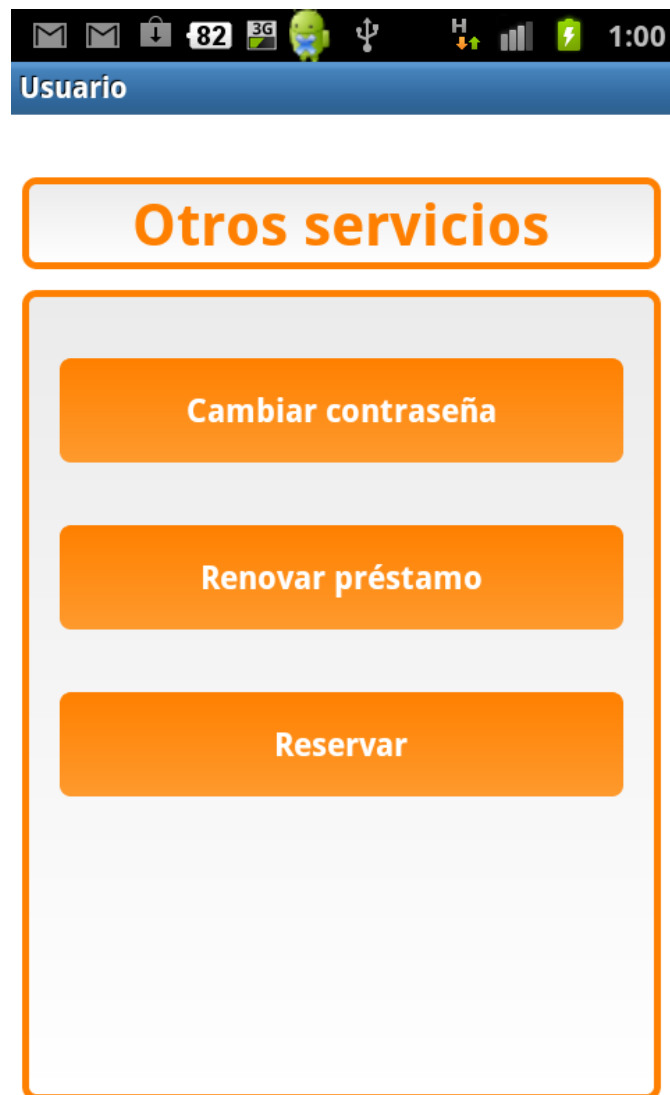 82 3G H 1:00
Usuario
Otros servicios
Cambiar contraseña
Renovar préstamo
Reservar